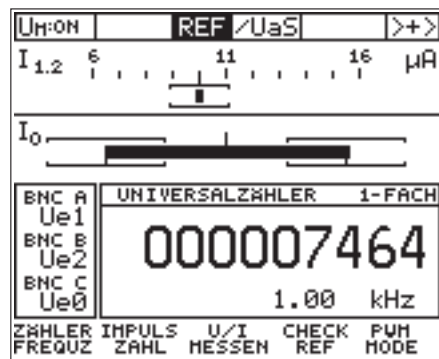 UH:ON REF /UaS >+>
I1.2 6 11 16 µA
I0
BNC A UNIVERSALZÄHLER 1-FACH
Ue1
BNC B 000007464
Ue2
BNC C
Ue0 1.00 kHz
ZÄHLER IMPULS U/I CHECK PWM
FREQUZ ZAHL MESSEN REF MODE